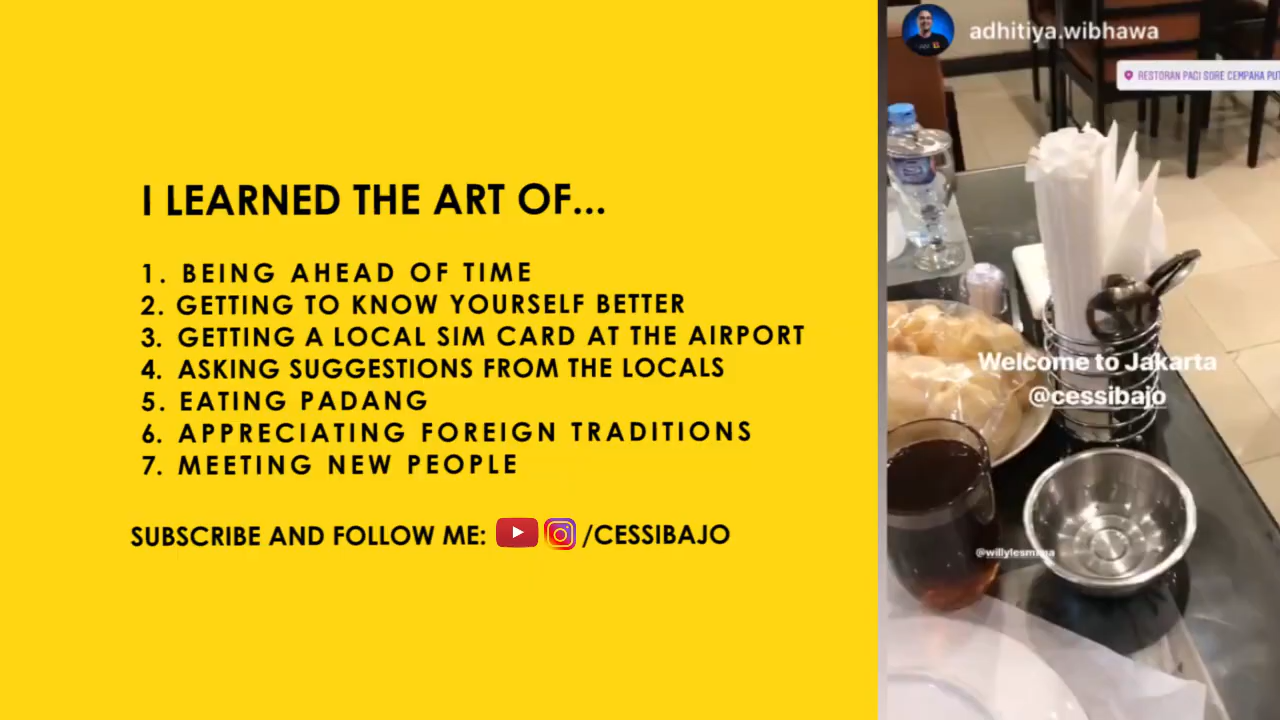 I LEARNED THE ART OF...
1. BEING AHEAD OF TIME
2. GETTING TO KNOW YOURSELF BETTER
3. GETTING A LOCAL SIM CARD AT THE AIRPORT
4. ASKING SUGGESTIONS FROM THE LOCALS
5. EATING PADANG
6. APPRECIATING FOREIGN TRADITIONS
7. MEETING NEW PEOPLE
SUBSCRIBE AND FOLLOW ME: /CESSIBAJO
adhitiya.wibhawa
RESTORAN PAGI SORE CEMPAKA PUT
Welcome to Jakarta
@cessibajo